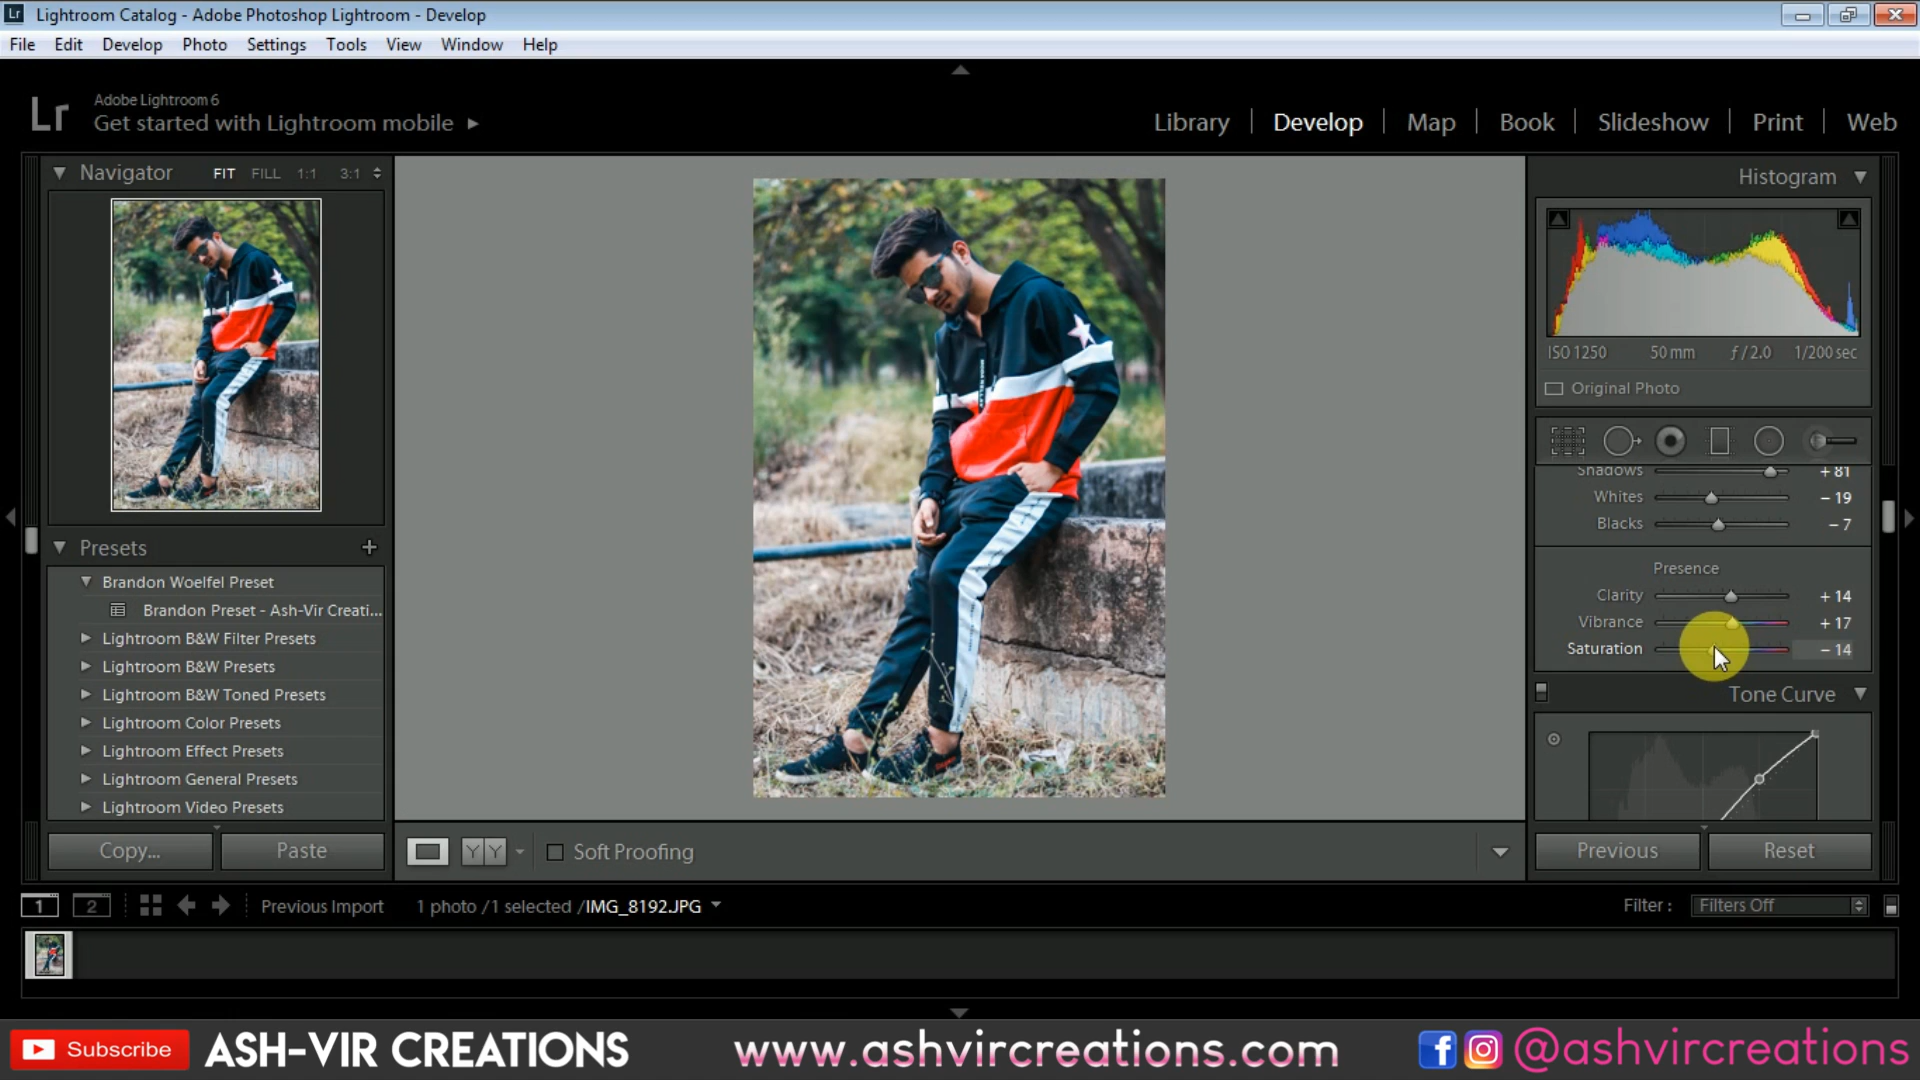 Lr Lightroom Catalog - Adobe Photoshop Lightroom - Develop
File Edit Develop Photo Settings Tools View Window Help
Lr
Adobe Lightroom 6
Get started with Lightroom mobile ▶
Library | Develop | Map | Book | Slideshow | Print | Web
Navigator FIT FILL 1:1 3:1
Presets +
Brandon Woelfel Preset
Brandon Preset - Ash-Vir Creati...
Lightroom B&W Filter Presets
Lightroom B&W Presets
Lightroom B&W Toned Presets
Lightroom Color Presets
Lightroom Effect Presets
Lightroom General Presets
Lightroom Video Presets
Copy... Paste
YY Soft Proofing
Histogram
ISO 1250 50 mm ƒ / 2.0 1/200 sec
Original Photo
Shadows + 81
Whites – 19
Blacks – 7
Presence
Clarity + 14
Vibrance + 17
Saturation – 14
Tone Curve
Previous Reset
1 2 Previous Import 1 photo /1 selected /IMG_8192.JPG
Filter : Filters Off
Subscribe ASH-VIR CREATIONS www.ashvircreations.com @ashvircreations